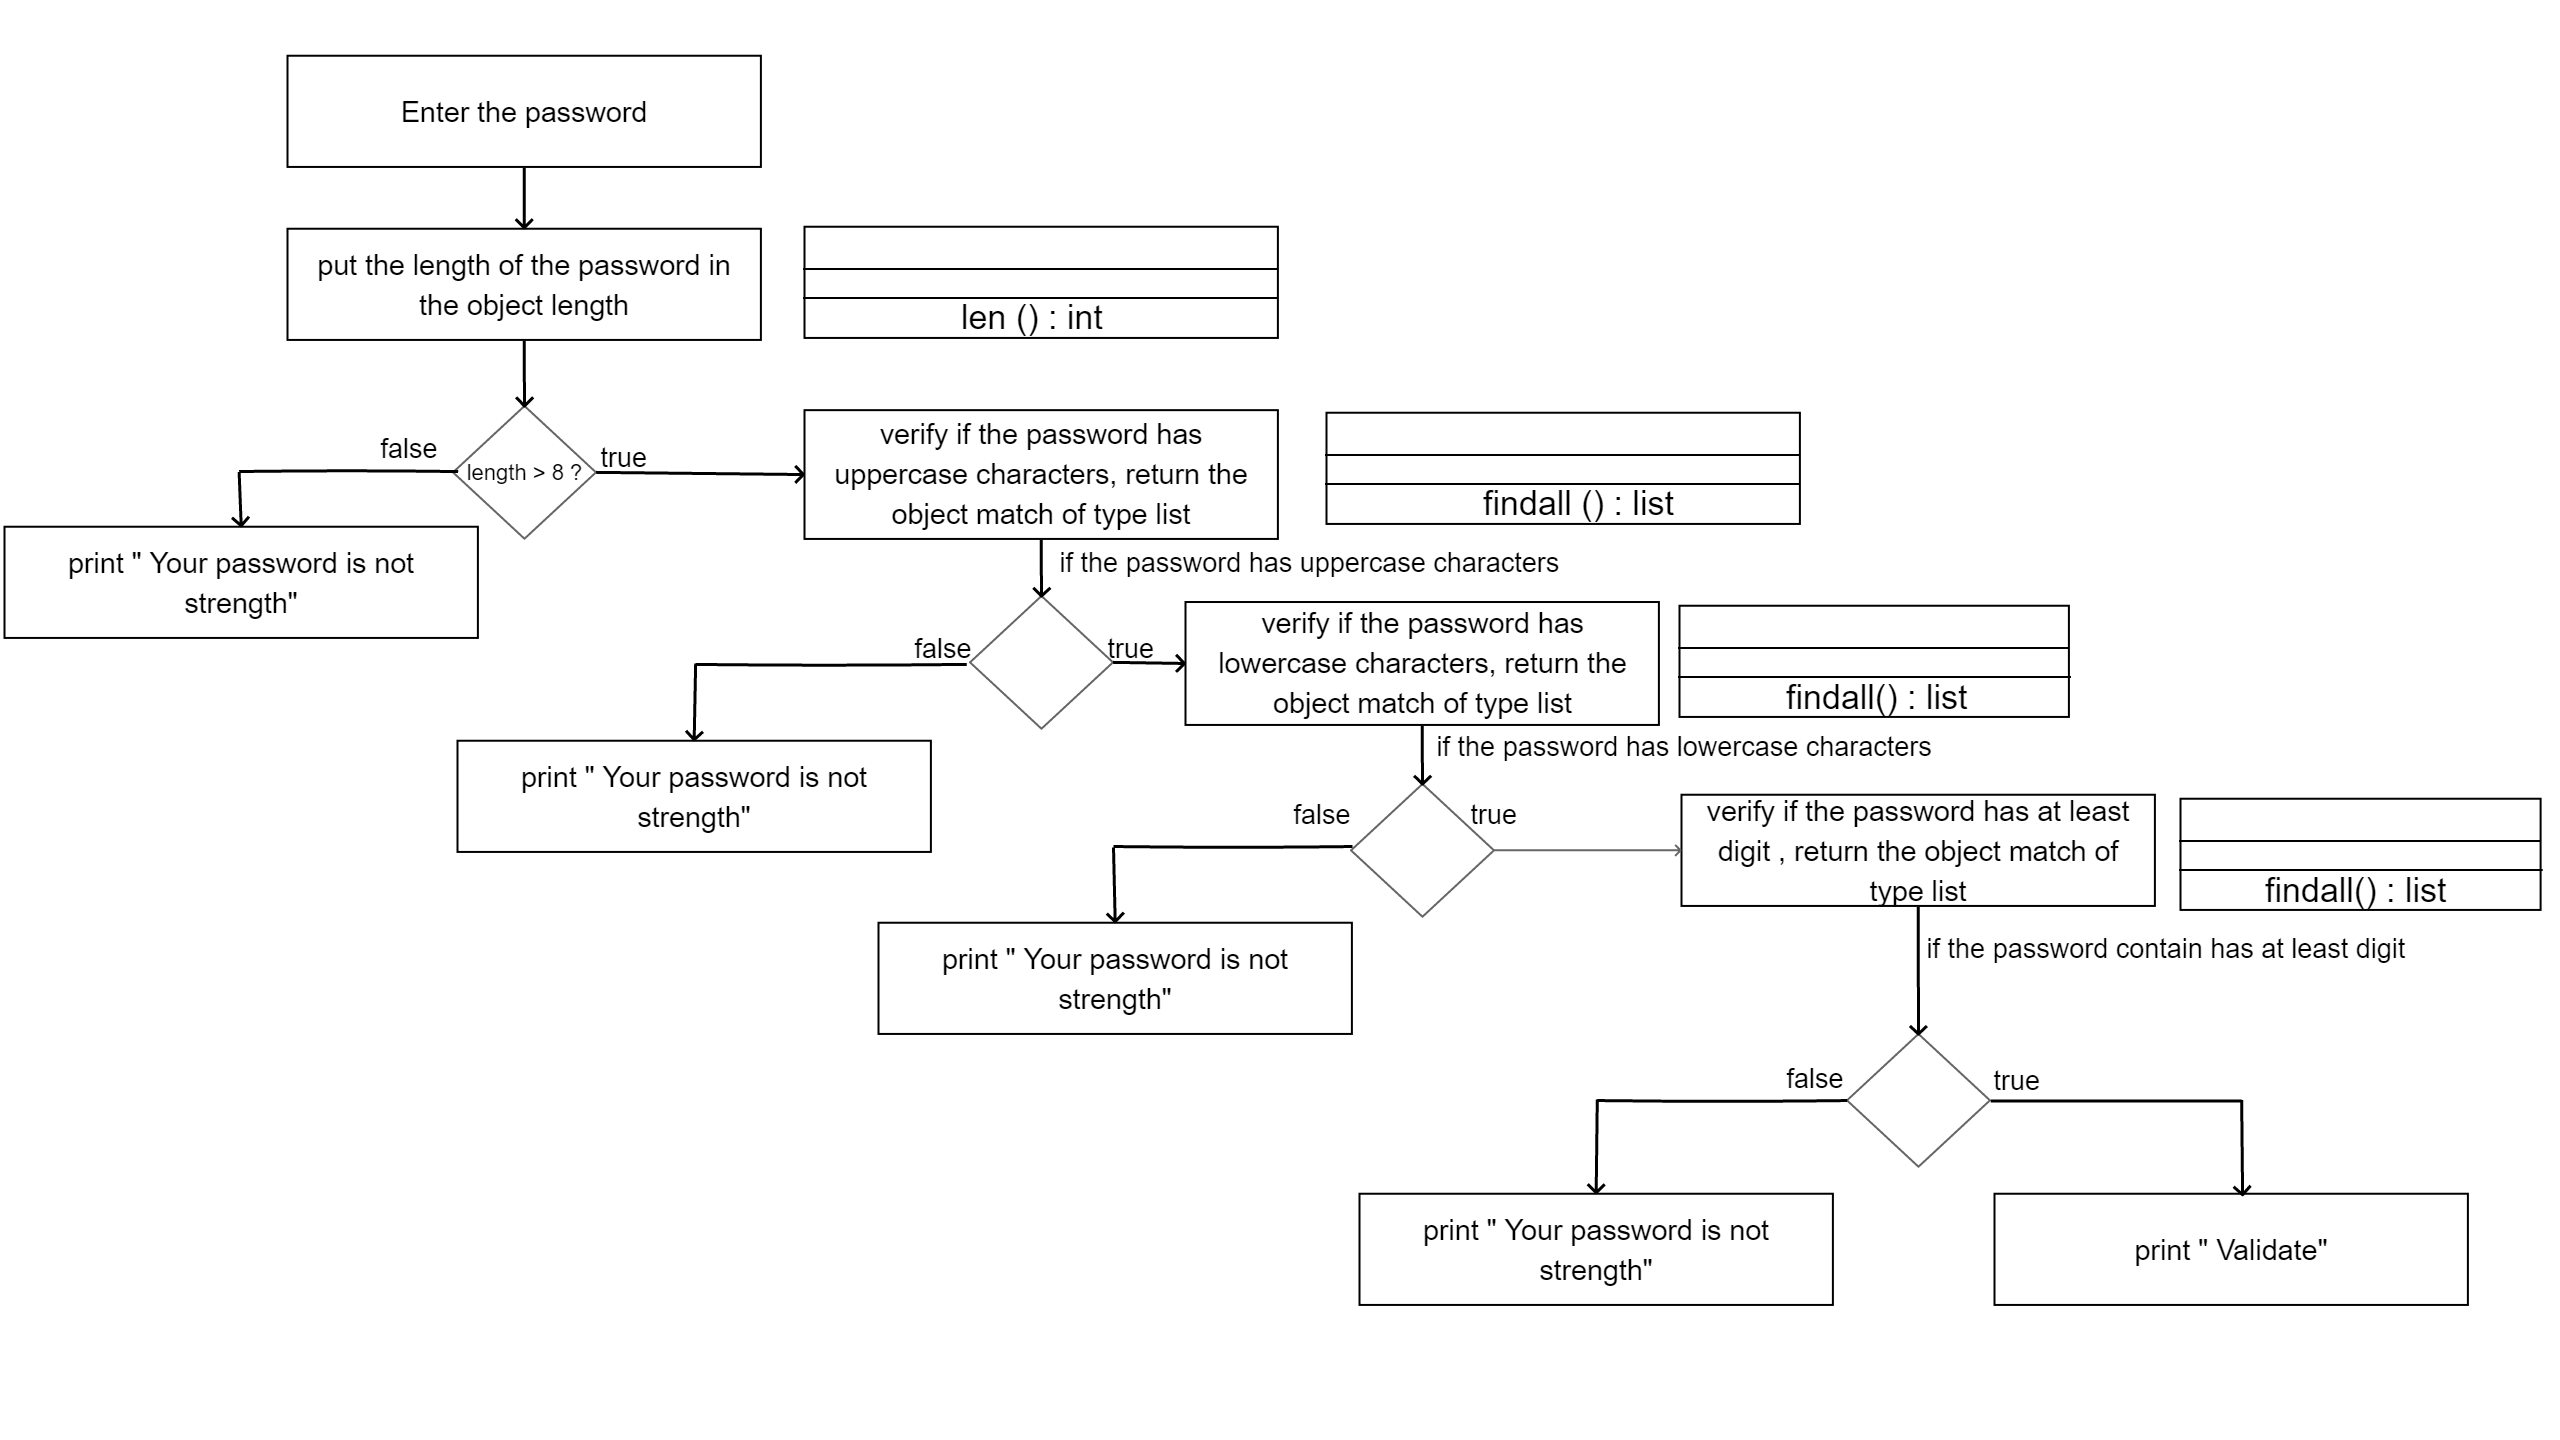 Enter the password
put the length of the password in
the object length
len () : int
false
length > 8 ?
true
verify if the password has
uppercase characters, return the
object match of type list
findall () : list
print " Your password is not
strength"
if the password has uppercase characters
false
true
verify if the password has
lowercase characters, return the
object match of type list
findall() : list
print " Your password is not
strength"
if the password has lowercase characters
false
true
verify if the password has at least
digit , return the object match of
type list
findall() : list
print " Your password is not
strength"
if the password contain has at least digit
false
true
print " Your password is not
strength"
print " Validate"